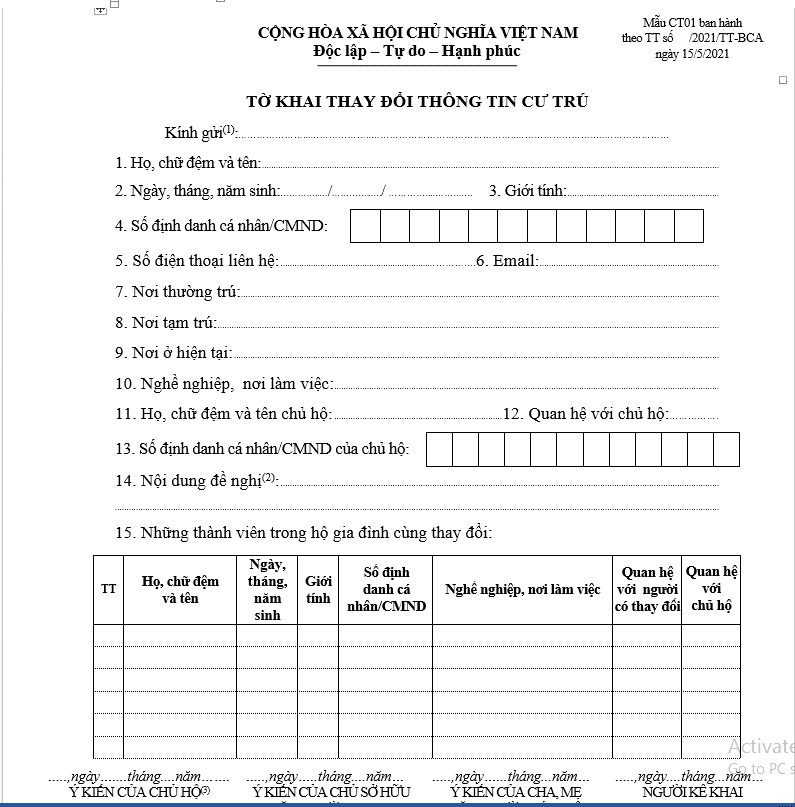 CỘNG HÒA XÃ HỘI CHỦ NGHĨA VIỆT NAM
Độc lập – Tự do – Hạnh phúc
Mẫu CT01 ban hành
theo TT số /2021/TT-BCA
ngày 15/5/2021
TỜ KHAI THAY ĐỔI THÔNG TIN CƯ TRÚ
Kính gửi(1):
1. Họ, chữ đệm và tên:
2. Ngày, tháng, năm sinh:............/............/............ 3. Giới tính:
4. Số định danh cá nhân/CMND:
5. Số điện thoại liên hệ: 6. Email:
7. Nơi thường trú:
8. Nơi tạm trú:
9. Nơi ở hiện tại:
10. Nghề nghiệp, nơi làm việc:
11. Họ, chữ đệm và tên chủ hộ: 12. Quan hệ với chủ hộ:
13. Số định danh cá nhân/CMND của chủ hộ:
14. Nội dung đề nghị(2):
15. Những thành viên trong hộ gia đình cùng thay đổi:
TT
Họ, chữ đệm
và tên
Ngày,
tháng,
năm
sinh
Giới
tính
Số định
danh cá
nhân/CMND
Nghề nghiệp, nơi làm việc
Quan hệ
với người
có thay đổi
Quan hệ
với
chủ hộ
.....,ngày.......tháng....năm.......
Ý KIẾN CỦA CHỦ HỘ(3)
.....,ngày.....tháng....năm...
Ý KIẾN CỦA CHỦ SỞ HỮU
.....,ngày.....tháng....năm...
Ý KIẾN CỦA CHA, MẸ
.....,ngày.....tháng....năm...
NGƯỜI KÊ KHAI
Activate
Go to PC s